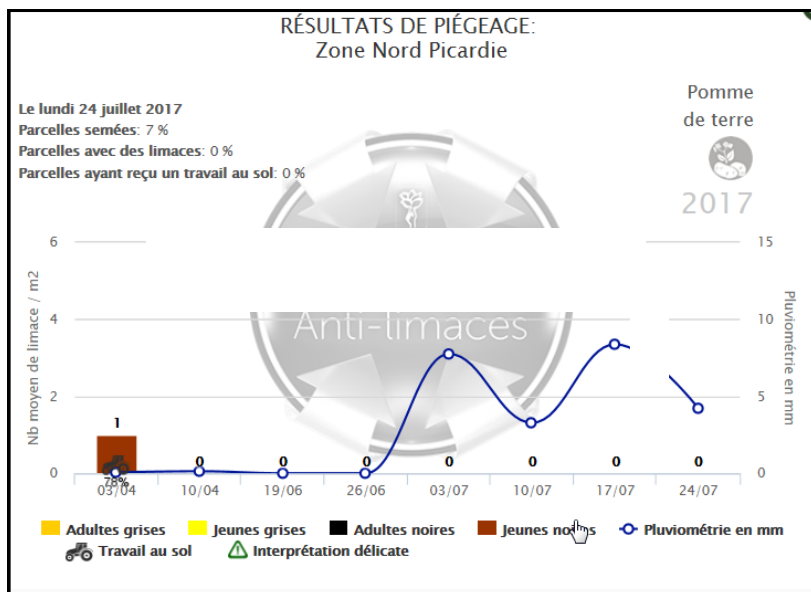 RÉSULTATS DE PIÉGEAGE:
Zone Nord Picardie
Le lundi 24 juillet 2017
Parcelles semées: 7 %
Parcelles avec des limaces: 0 %
Parcelles ayant reçu un travail au sol: 0 %
Pomme
de terre
2017
Nb moyen de limace / m2
6
4
2
0
Anti-limaces
15
10
5
0
Pluviométrie en mm
1 0 0 0 0 0 0 0
78%
03/04 10/04 19/06 26/06 03/07 10/07 17/07 24/07
Adultes grises Jeunes grises Adultes noires Jeunes noires Pluviométrie en mm
Travail au sol Interprétation délicate